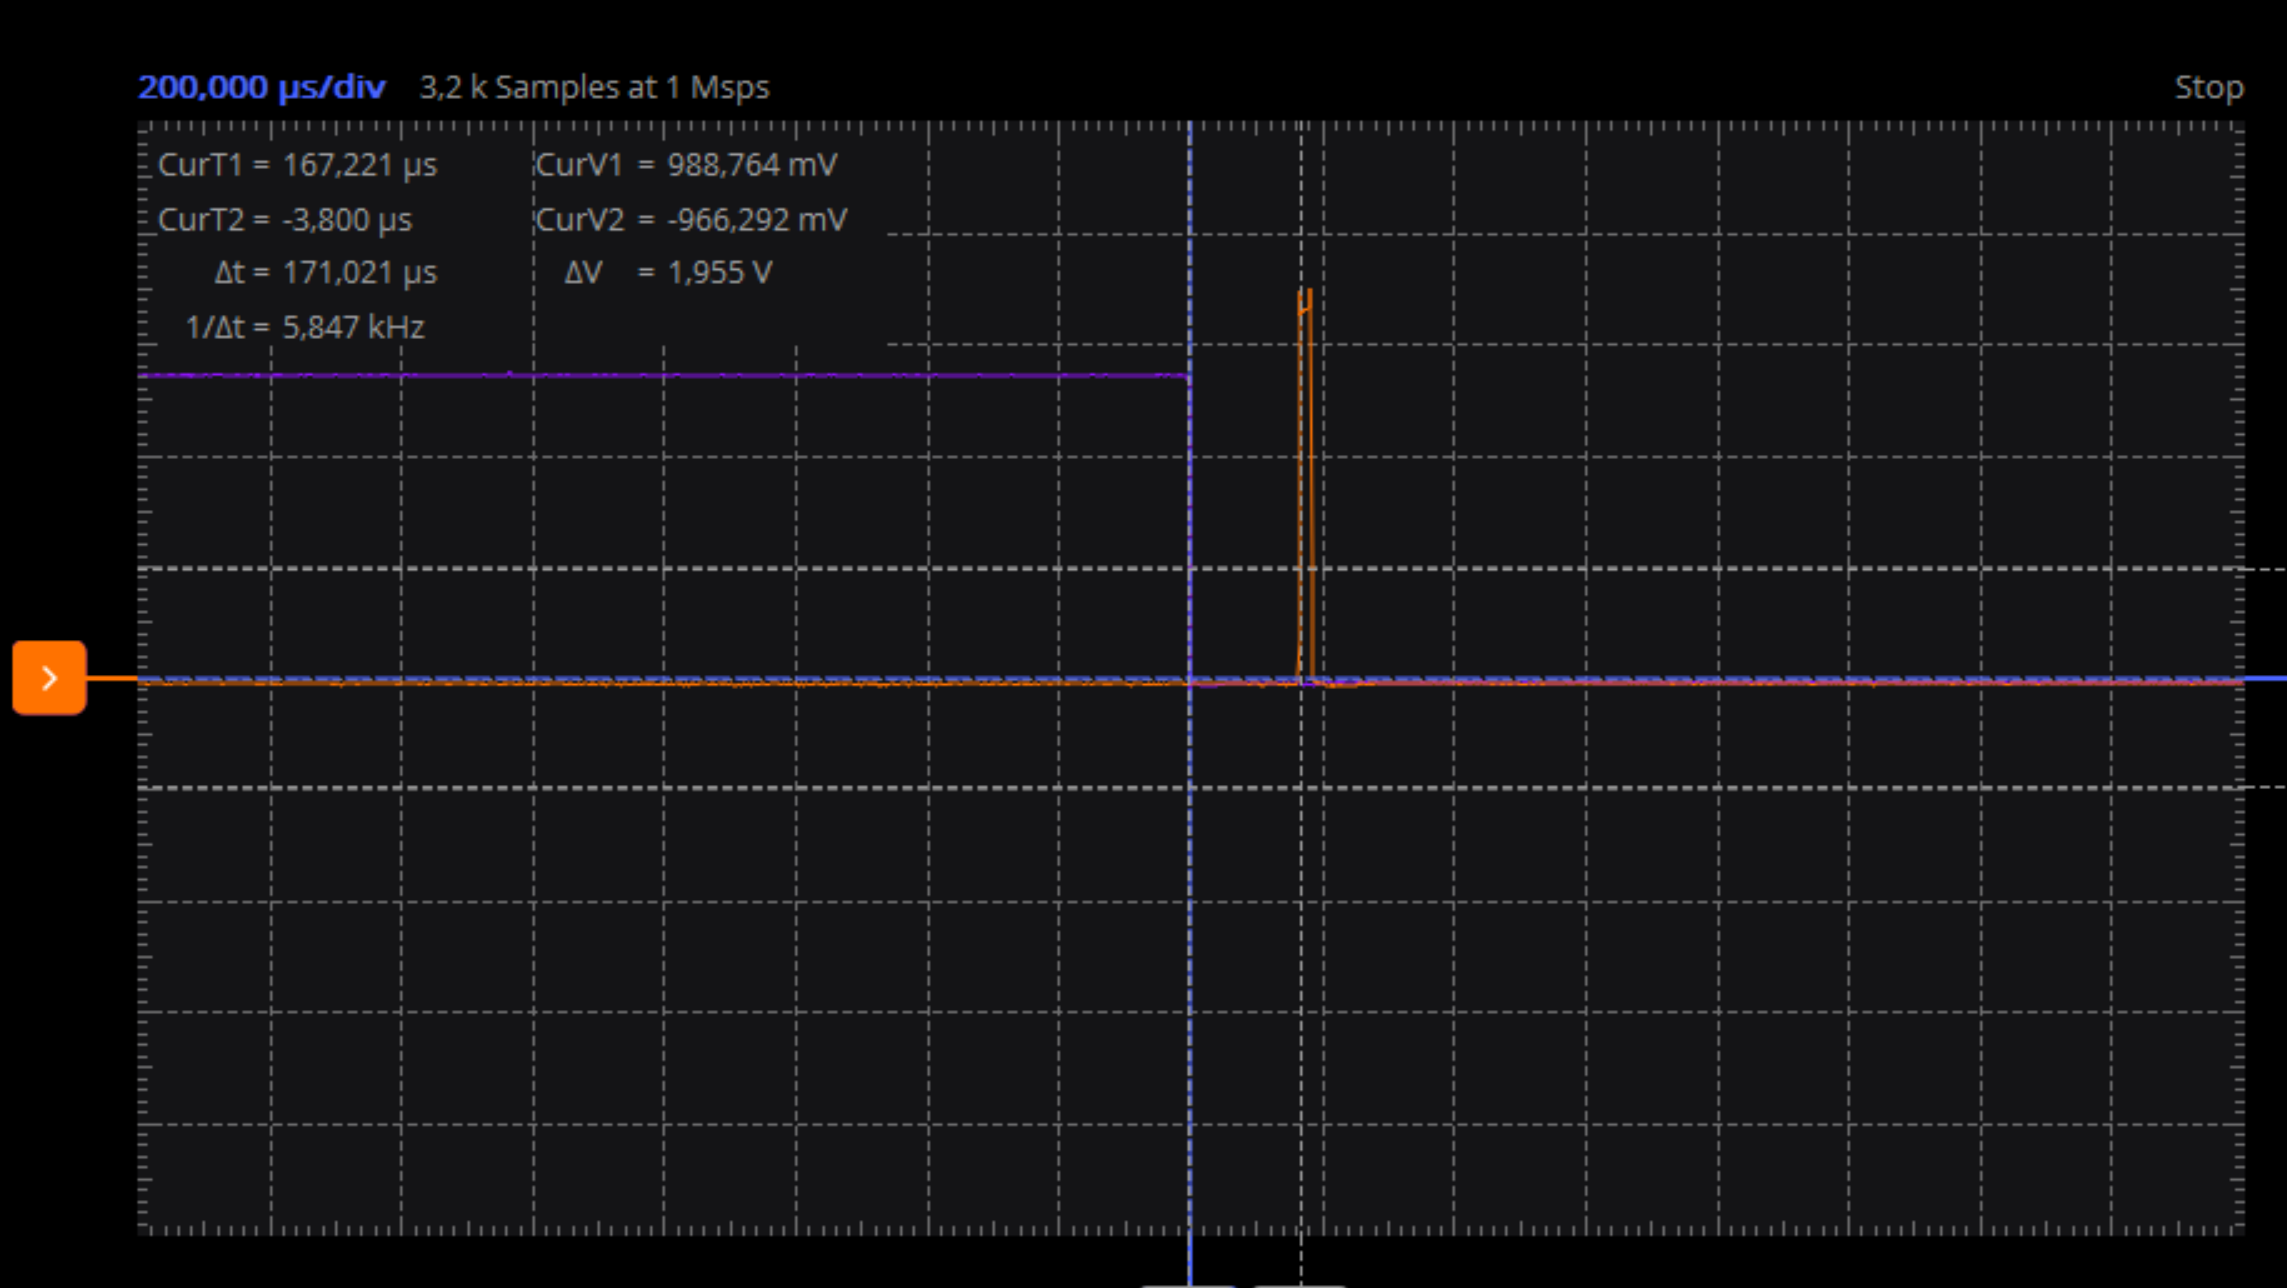 200,000 µs/div 3,2 k Samples at 1 Msps Stop
CurT1 = 167,221 µs CurV1 = 988,764 mV
CurT2 = -3,800 µs CurV2 = -966,292 mV
Δt = 171,021 µs ΔV = 1,955 V
1/Δt = 5,847 kHz